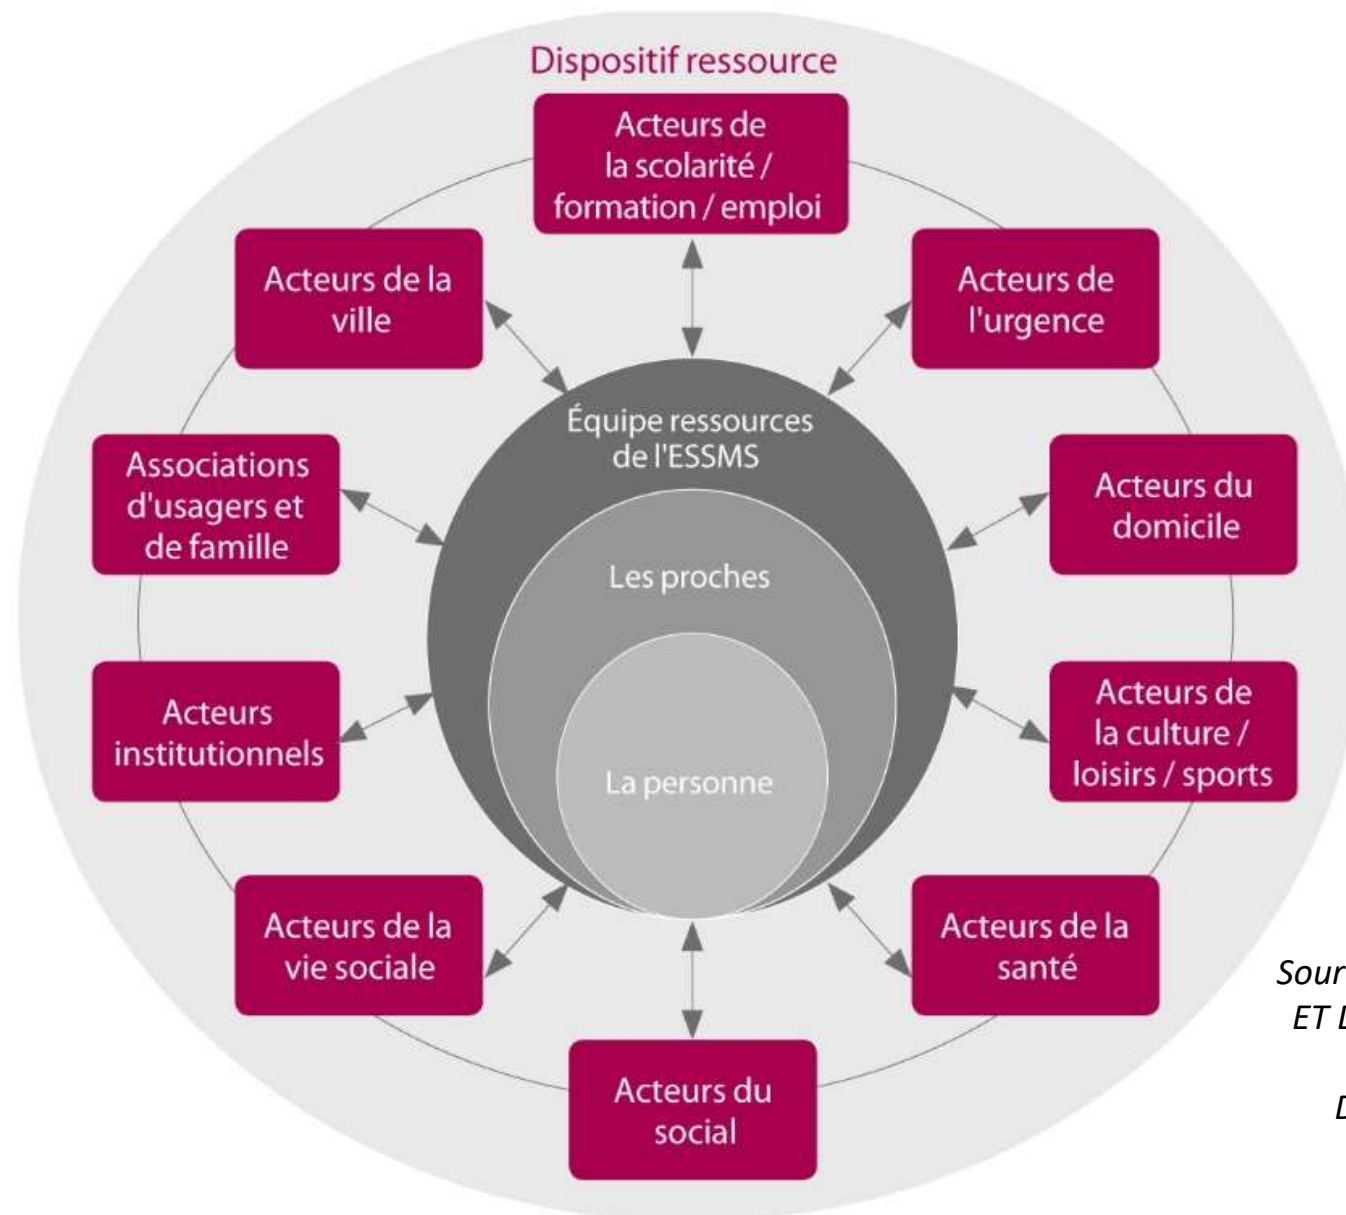 Dispositif ressource
Acteurs de
la scolarité /
formation / emploi
Acteurs de la
ville
Acteurs de
l'urgence
Équipe ressources
de l'ESSMS
Associations
d'usagers et
de famille
Acteurs du
domicile
Les proches
Acteurs
institutionnels
Acteurs de
la culture /
loisirs / sports
La personne
Acteurs de la
vie sociale
Acteurs de la
santé
Acteurs du
social
Sour
ET